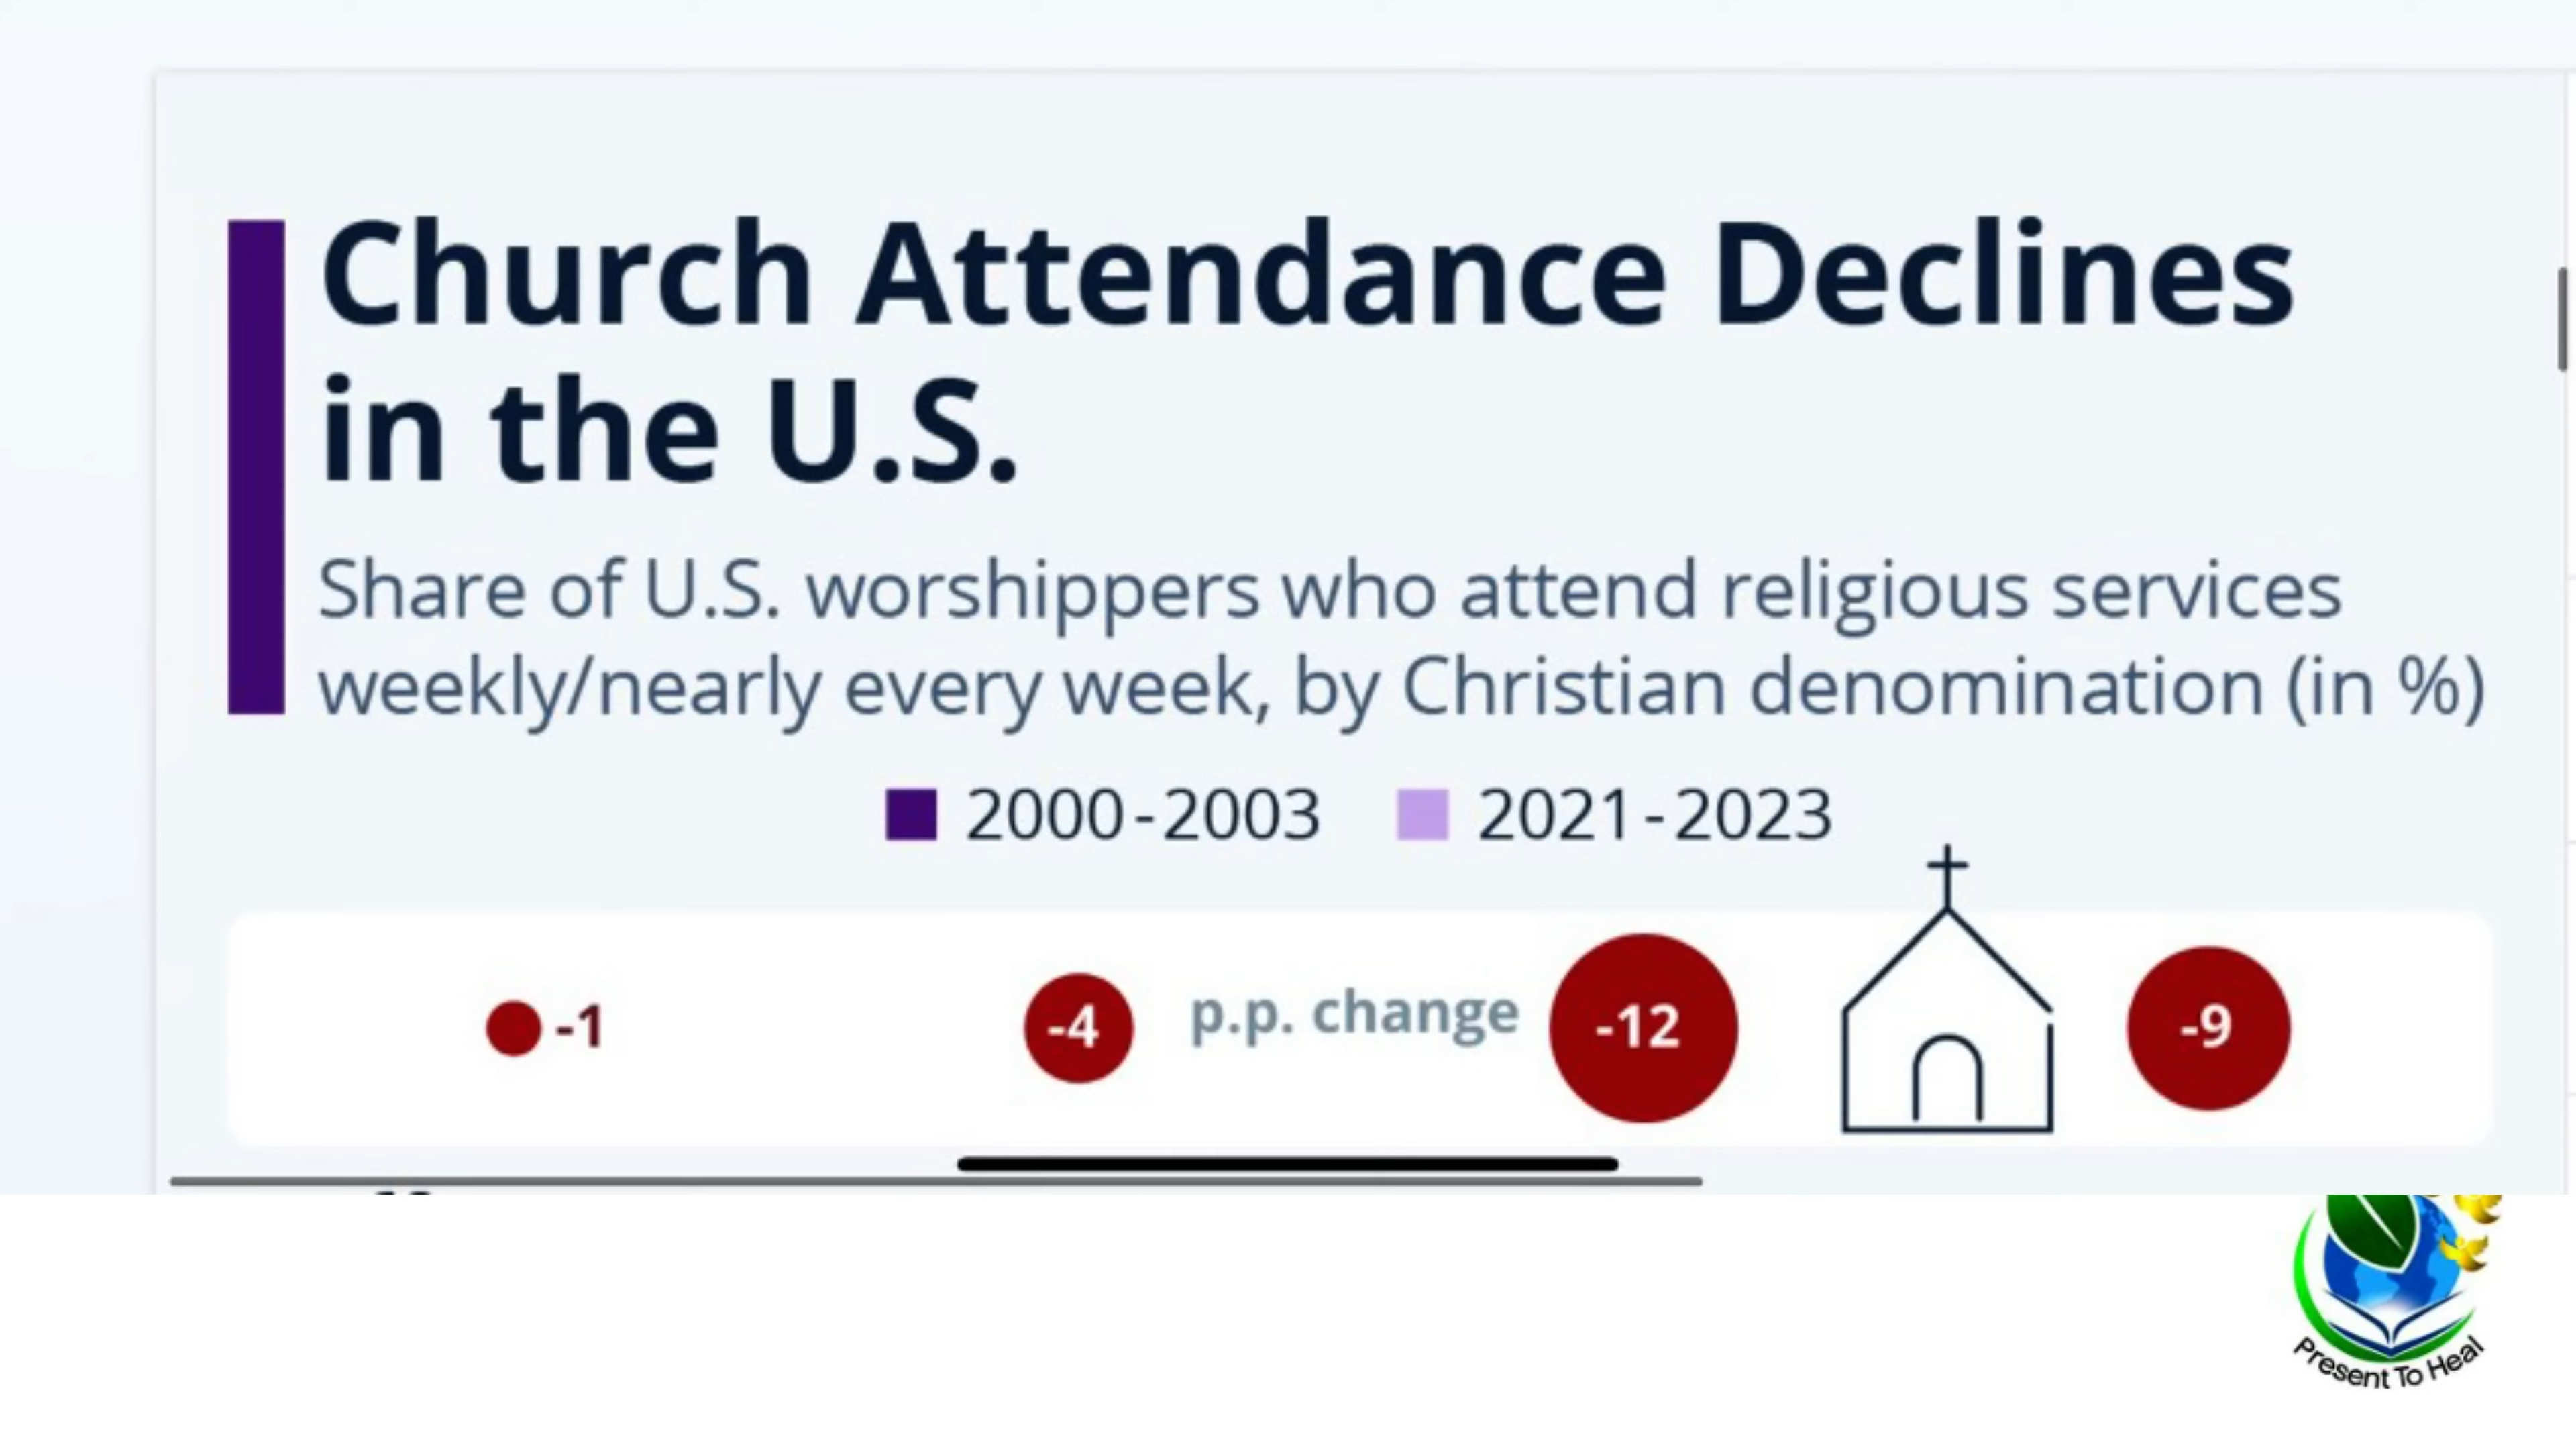 Church Attendance Declines
in the U.S.
Share of U.S. worshippers who attend religious services
weekly/nearly every week, by Christian denomination (in %)
2000-2003 2021-2023
-1 -4 p.p. change -12 -9
Present To Heal